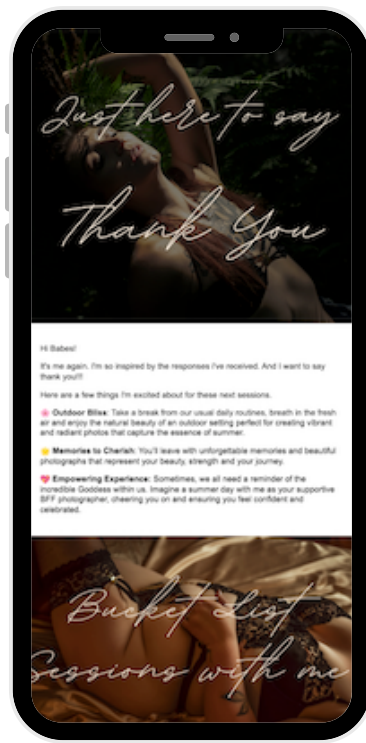 Just here to say
Thank You
Hi Babes!
It's me again. I'm so inspired by the responses I've received. And I want to say
thank you!!!
Here are a few things I'm excited about for these next sessions.
🌸 Outdoor Bliss: Take a break from our usual daily routines, breath in the fresh
air and enjoy the natural beauty of an outdoor setting perfect for creating vibrant
and radiant photos that capture the essence of summer.
🌟 Memories to Cherish: You'll leave with unforgettable memories and beautiful
photographs that represent your beauty, strength and your journey.
💖 Empowering Experience: Sometimes, we all need a reminder of the
incredible Goddess within us. Imagine a summer day with me as your supportive
BFF photographer, cheering you on and ensuring you feel confident and
celebrated.
Bucket List
Sessions with me